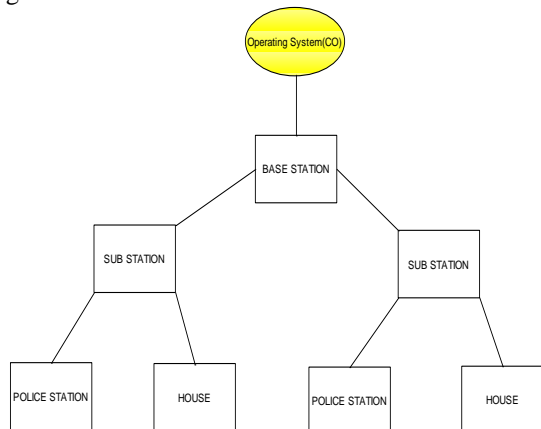 g
Operating System(CO)
BASE STATION
SUB STATION
SUB STATION
POLICE STATION
HOUSE
POLICE STATION
HOUSE